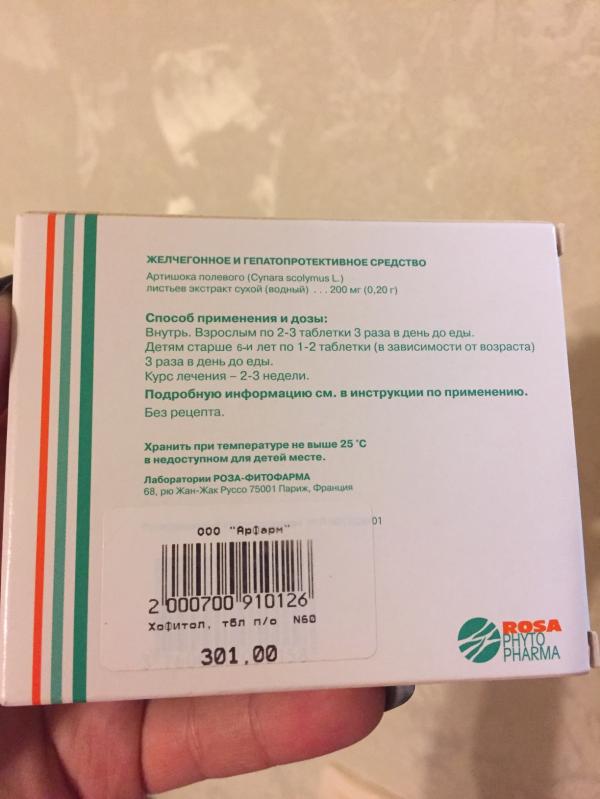 ЖЕЛЧЕГОННОЕ И ГЕПАТОПРОТЕКТИВНОЕ СРЕДСТВО
Артишока полевого (Cynara scolymus L.)
листьев экстракт сухой (водный) . . . 200 мг (0,20 г)
Способ применения и дозы:
Внутрь. Взрослым по 2-3 таблетки 3 раза в день до еды.
Детям старше 6-и лет по 1-2 таблетки (в зависимости от возраста)
3 раза в день до еды.
Курс лечения – 2-3 недели.
Подробную информацию см. в инструкции по применению.
Без рецепта.
Хранить при температуре не выше 25 °С
в недоступном для детей месте.
Лаборатории РОЗА-ФИТОФАРМА
68, рю Жан-Жак Руссо 75001 Париж, Франция
01
ООО "АрФарм"
2 000700 910126
Хофитол, тбл п/о N60
301,00
ROSA
PHYTO
PHARMA